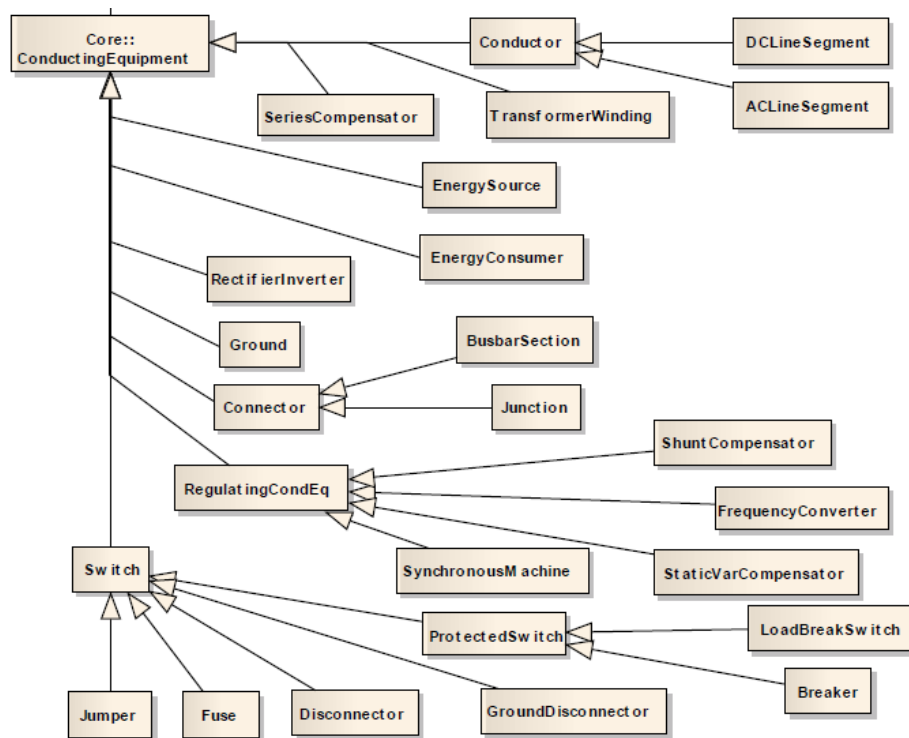 Core::
ConductingEquipment
Conductor
DCLineSegment
ACLineSegment
SeriesCompensator
TransformerWinding
EnergySource
EnergyConsumer
RectifierInverter
Ground
BusbarSection
Connector
Junction
ShuntCompensator
RegulatingCondEq
FrequencyConverter
SynchronousMachine
StaticVarCompensator
Switch
ProtectedSwitch
LoadBreakSwitch
Breaker
Jumper
Fuse
Disconnector
GroundDisconnector